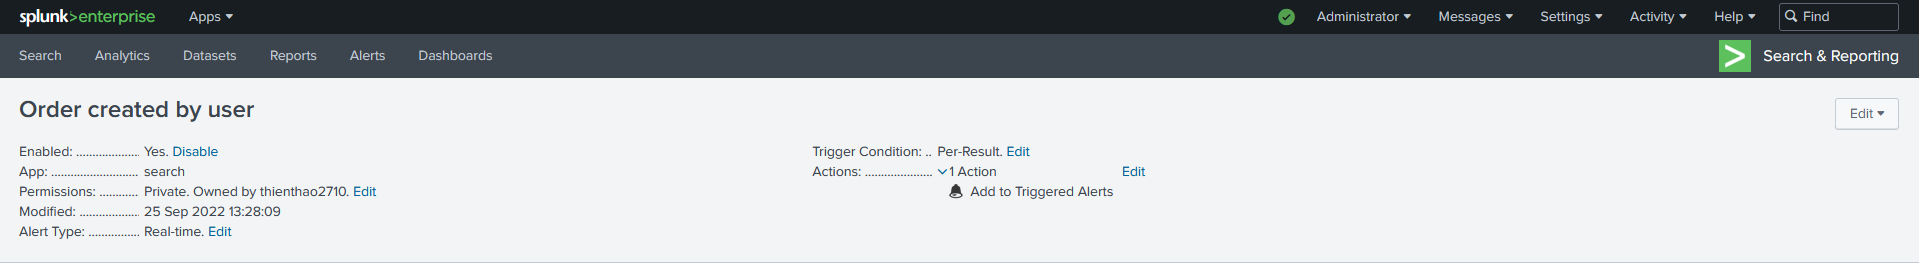 splunk>enterprise Apps Administrator Messages Settings Activity Help Find
Search Analytics Datasets Reports Alerts Dashboards Search & Reporting
Order created by user
Edit
Enabled: .................... Yes. Disable
App: ........................... search
Permissions: ............ Private. Owned by thienthao2710. Edit
Modified: ................... 25 Sep 2022 13:28:09
Alert Type: ................ Real-time. Edit
Trigger Condition: .. Per-Result. Edit
Actions: ..................... 1 Action Edit
Add to Triggered Alerts